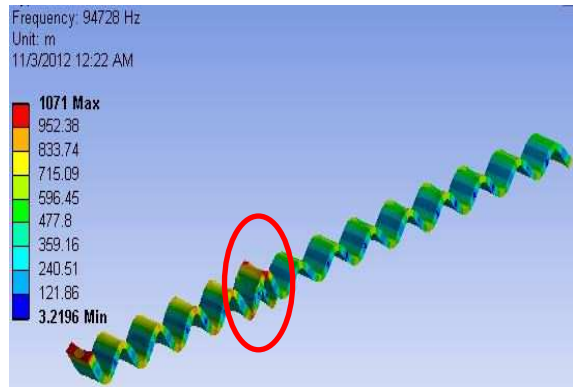 Frequency: 94728 Hz
Unit: m
11/3/2012 12:22 AM
1071 Max
952.38
833.74
715.09
596.45
477.8
359.16
240.51
121.86
3.2196 Min